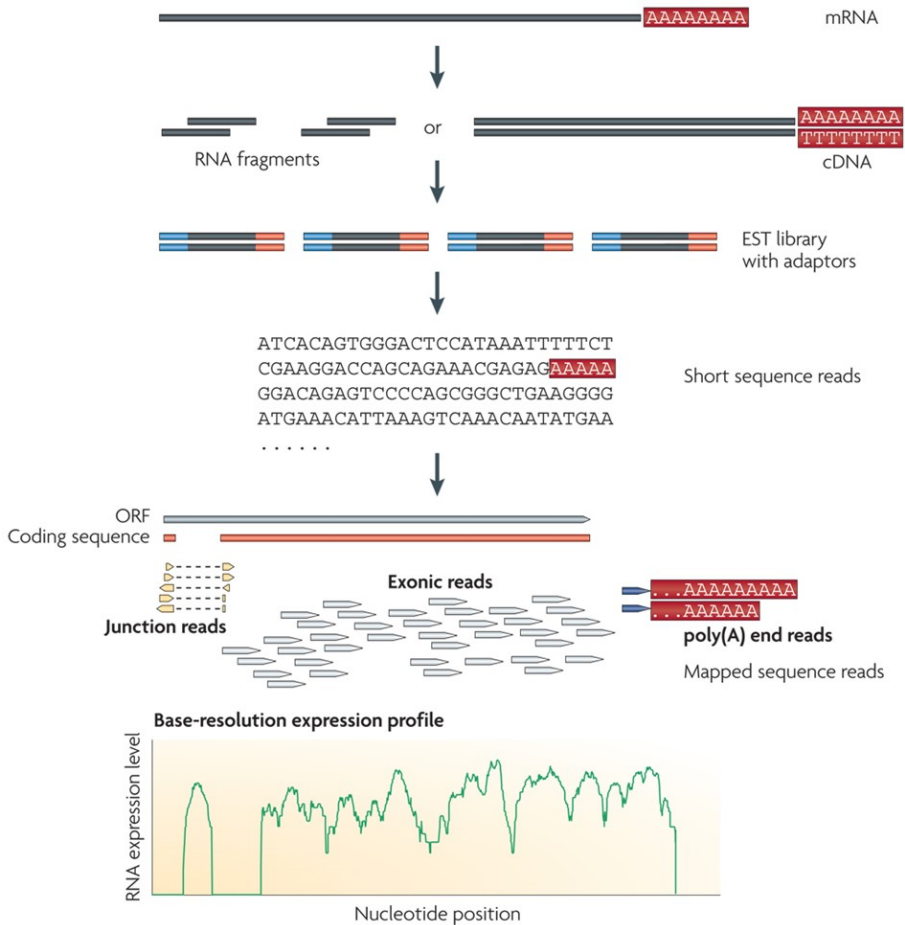 AAAAAAAA mRNA
AAAAAAAA
or
TTTTTTTT
RNA fragments
cDNA
EST library
with adaptors
ATCACAGTGGGACTCCATAAATTTTTCT
CGAAGGACCAGCAGAAACGAGAGAAAAA
Short sequence reads
GGACAGAGTCCCCAGCGGGCTGAAGGGG
ATGAAACATTAAAGTCAAACAATATGAA
......
ORF
Coding sequence
Exonic reads
...AAAAAAAAA
...AAAAAA
Junction reads
poly(A) end reads
Mapped sequence reads
Base-resolution expression profile
RNA expression level
Nucleotide position